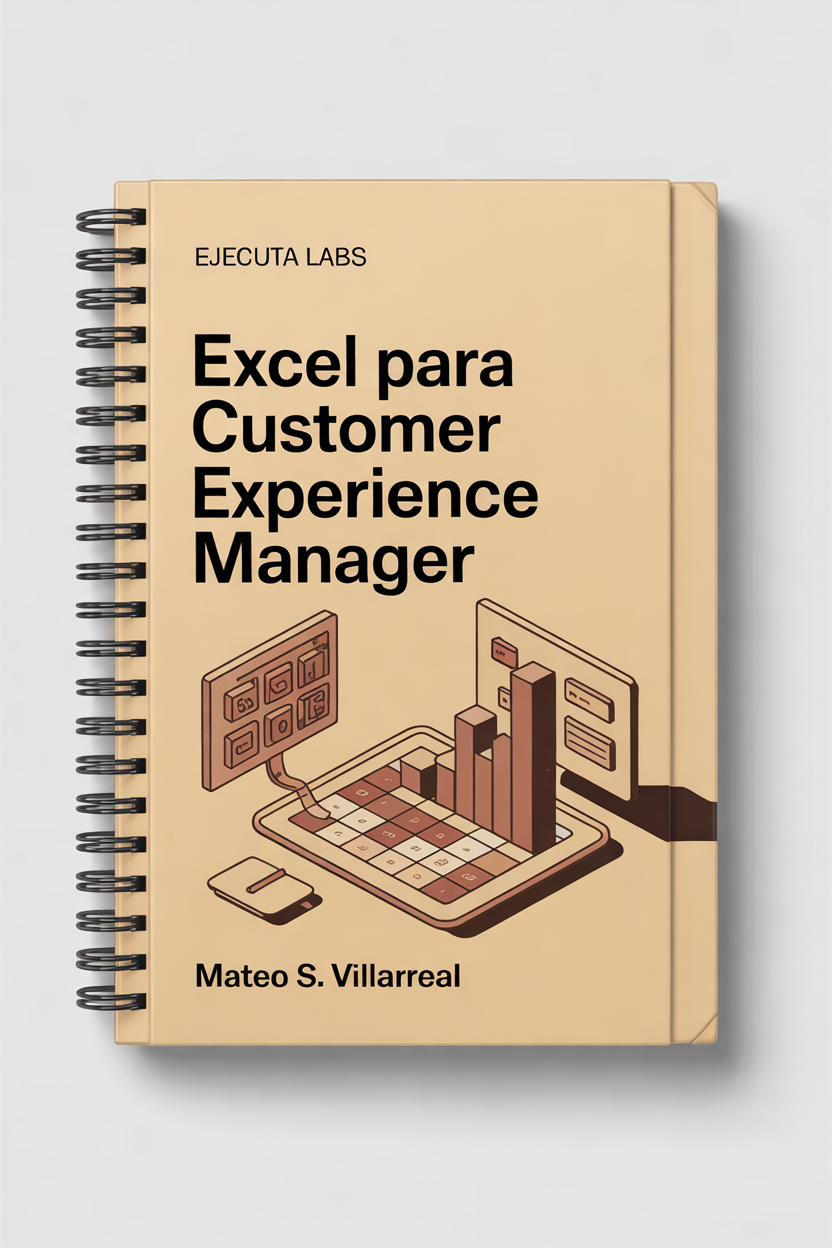 EJECUTA LABS
Excel para
Customer
Experience
Manager
Mateo S. Villarreal